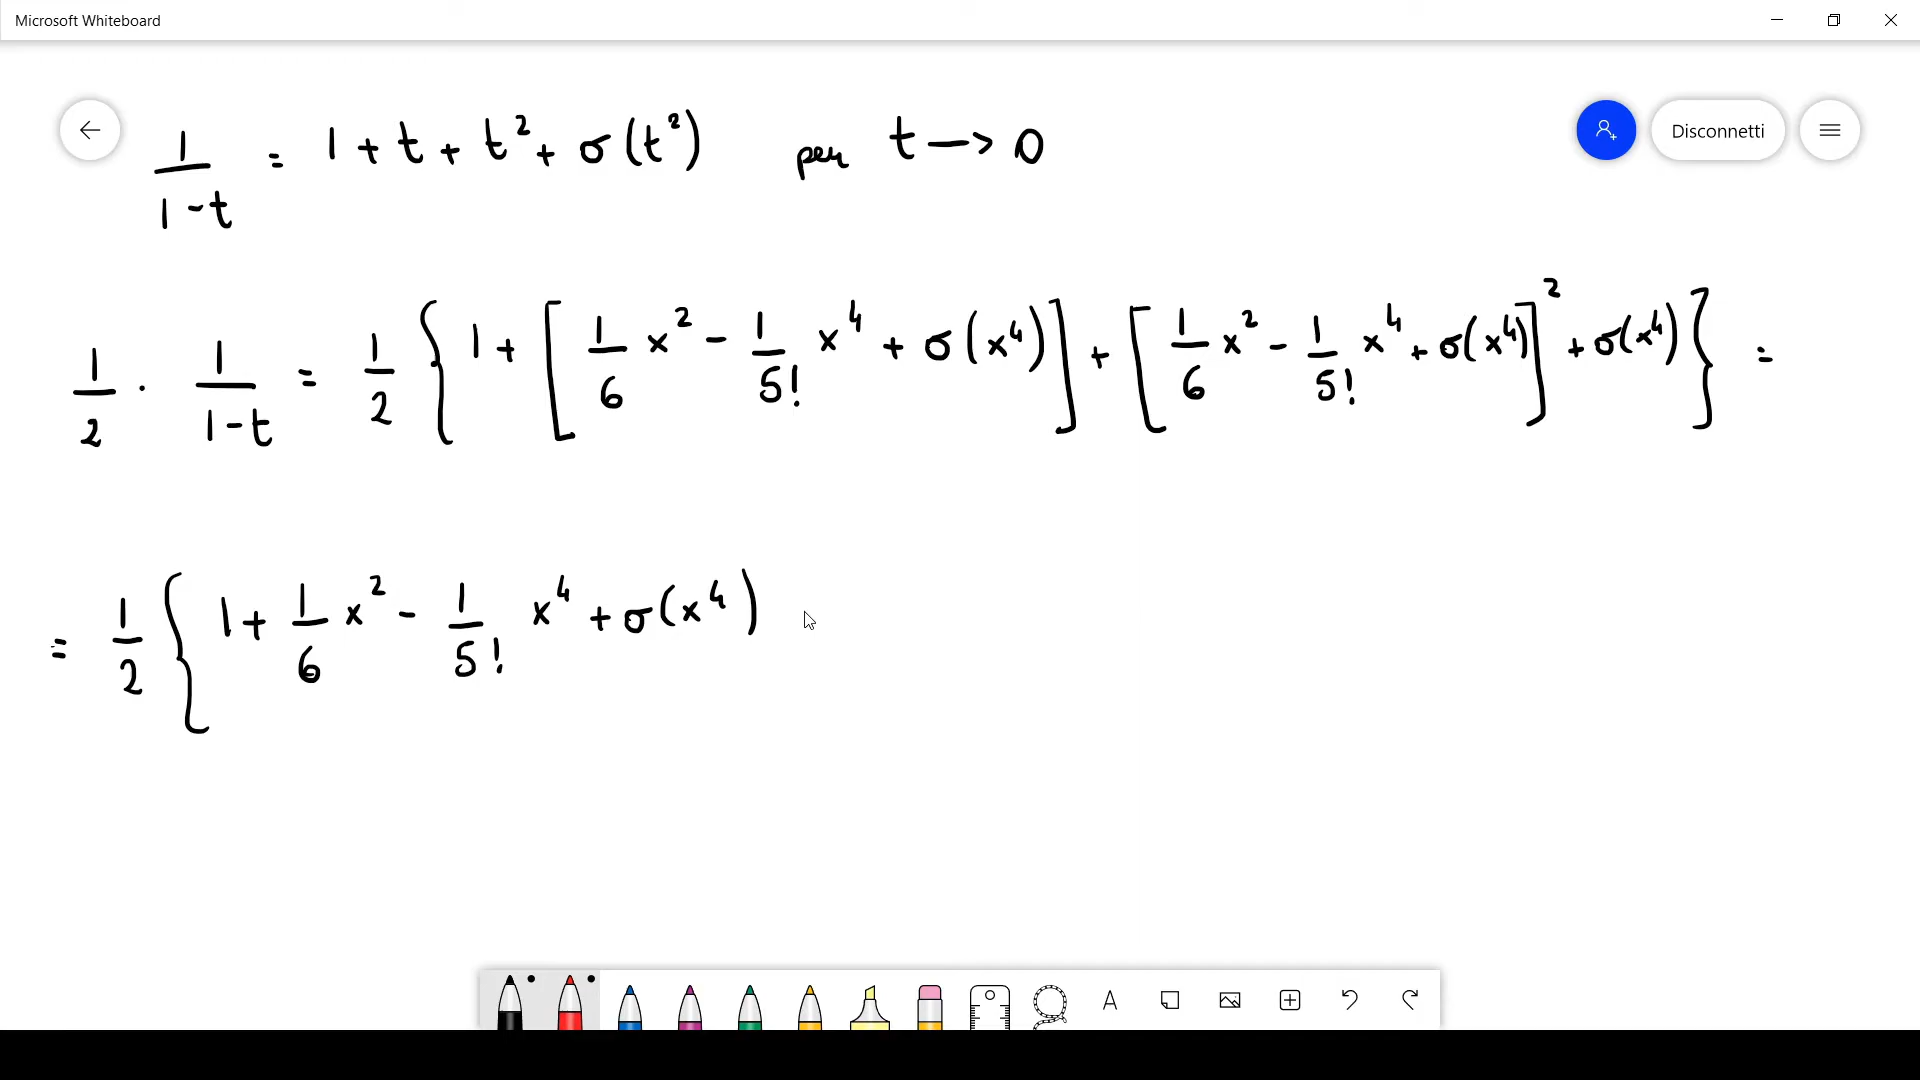 Microsoft Whiteboard
Disconnetti
1/(1-t) = 1 + t + t² + σ(t²) per t → 0
1/2 · 1/(1-t) = 1/2 { 1 + [ 1/6 x² - 1/5! x⁴ + σ(x⁴) ] + [ 1/6 x² - 1/5! x⁴ + σ(x⁴) ]² + σ(x⁴) } =
= 1/2 { 1 + 1/6 x² - 1/5! x⁴ + σ(x⁴)